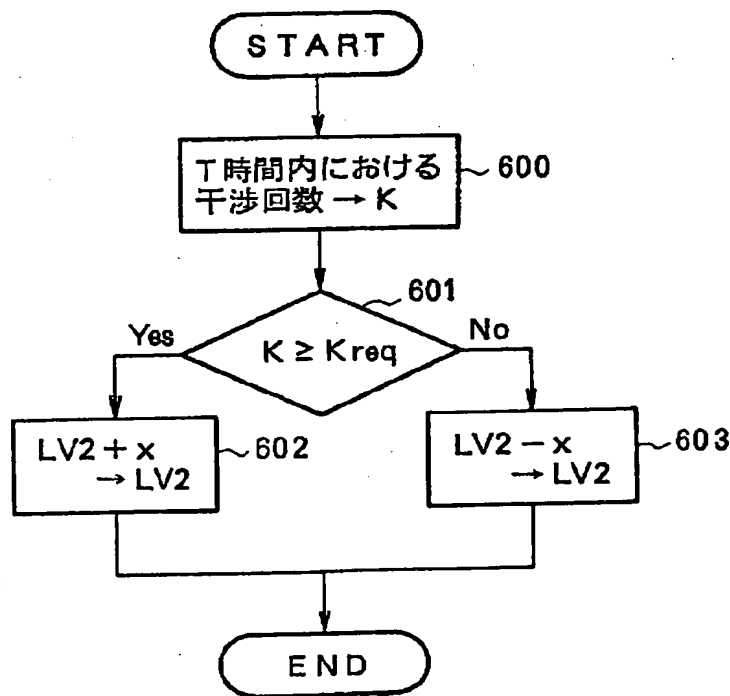 START
T時間内における
干渉回数 → K
600
601
Yes
K ≥ Kreq
No
LV2 + x
→ LV2
602
LV2 − x
→ LV2
603
END